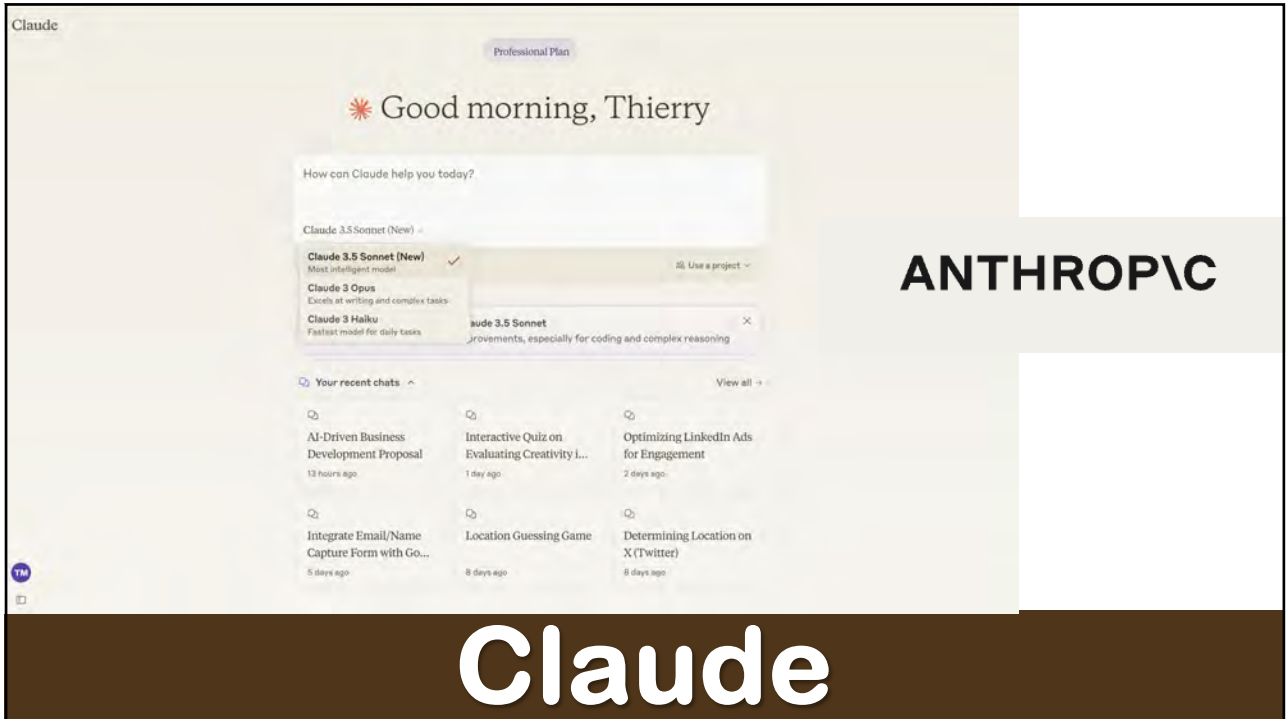 Claude
Professional Plan
Good morning, Thierry
How can Claude help you today?
Claude 3.5 Sonnet (New)
Claude 3.5 Sonnet (New)
Most intelligent model
Claude 3 Opus
Excels at writing and complex tasks
Claude 3 Haiku
Fastest model for daily tasks
Use a project
aude 3.5 Sonnet
provements, especially for coding and complex reasoning
ANTHROP\C
Your recent chats
View all →
AI-Driven Business
Development Proposal
13 hours ago
Interactive Quiz on
Evaluating Creativity i...
1 day ago
Optimizing LinkedIn Ads
for Engagement
2 days ago
Integrate Email/Name
Capture Form with Go...
5 days ago
Location Guessing Game
8 days ago
Determining Location on
X (Twitter)
8 days ago
TM
Claude